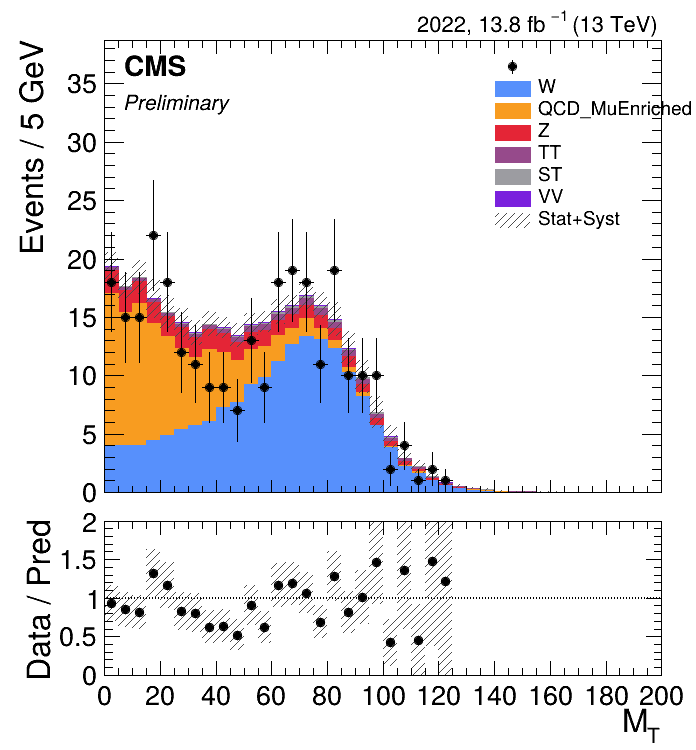 2022, 13.8 fb⁻¹ (13 TeV)
CMS
Preliminary
W
QCD_MuEnriched
Z
TT
ST
VV
Stat+Syst
Events / 5 GeV
35
30
25
20
15
10
5
0
Data / Pred
2
1.5
1
0.5
0
0 20 40 60 80 100 120 140 160 180 200
M_T